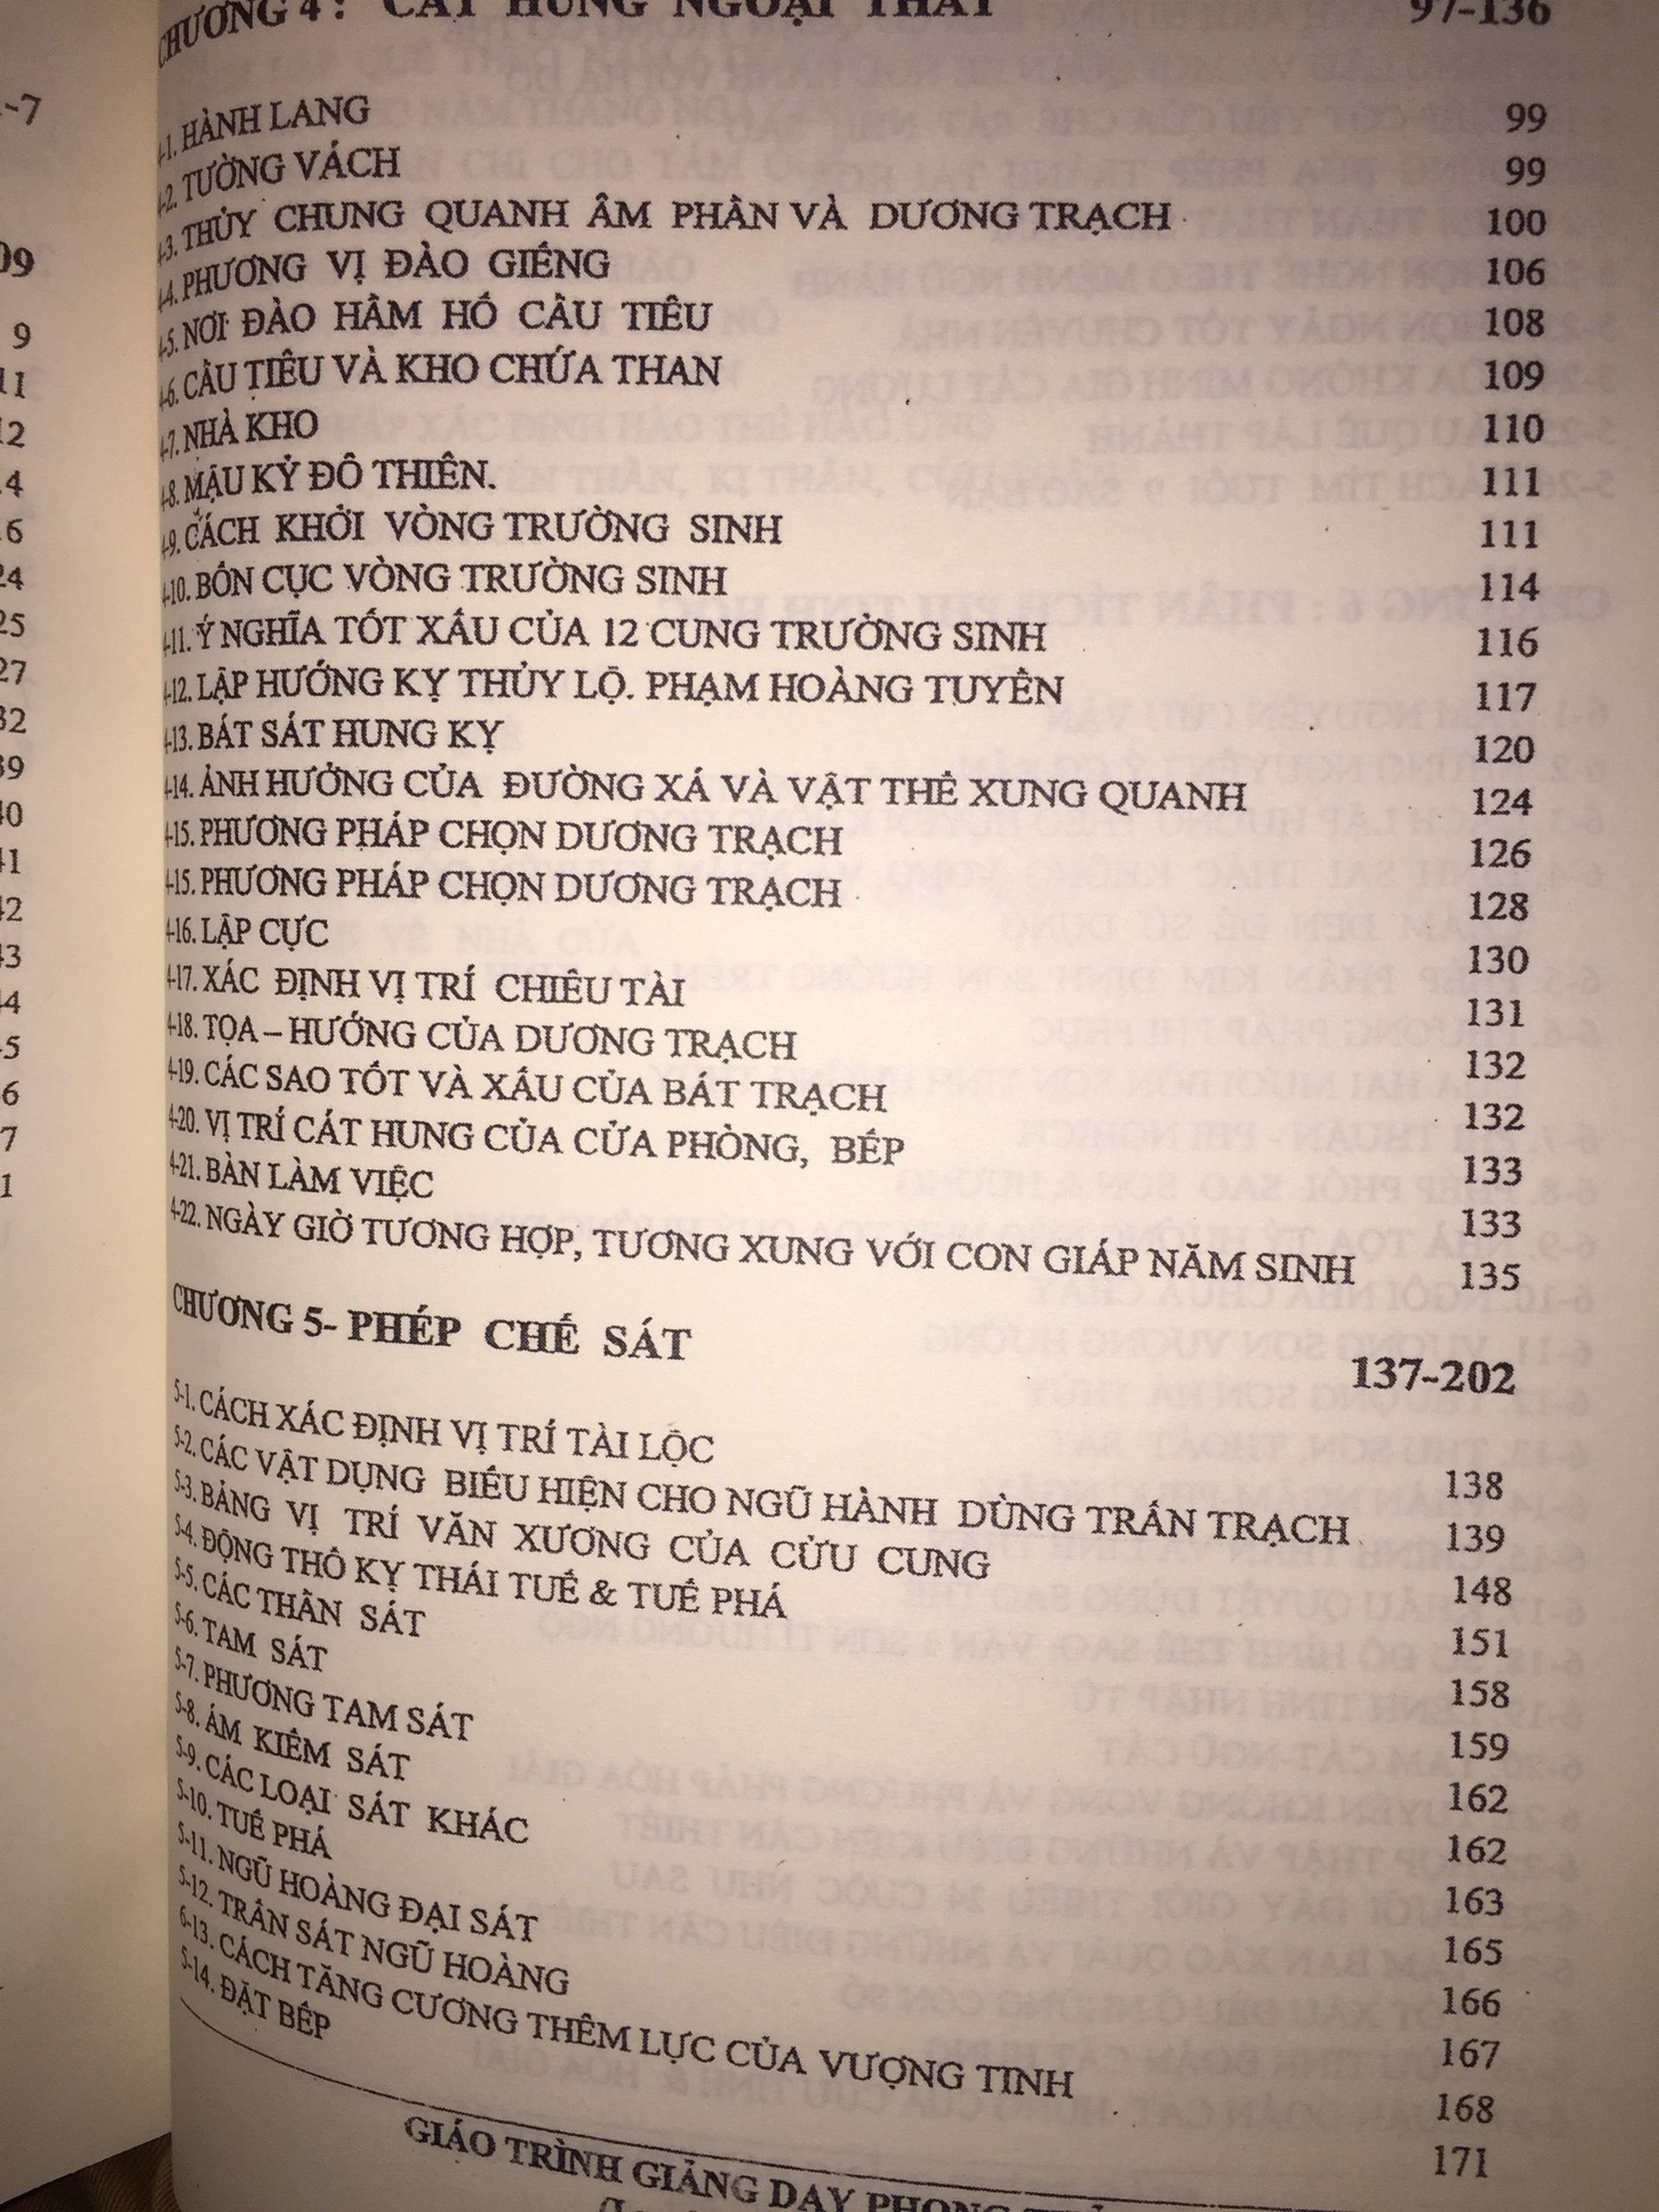 CHƯƠNG 4: CÁT HUNG NGOẠI THẤT 97-136
4-1. HÀNH LANG 99
4-2. TƯỜNG VÁCH 99
4-3. THỦY CHUNG QUANH ÂM PHẦN VÀ DƯƠNG TRẠCH 100
4-4. PHƯƠNG VỊ ĐÀO GIẾNG 106
4-5. NƠI ĐÀO HẦM HỐ CẦU TIÊU 108
4-6. CẦU TIÊU VÀ KHO CHỨA THAN 109
4-7. NHÀ KHO 110
4-8. MẬU KỶ ĐÔ THIÊN. 111
4-9. CÁCH KHỞI VÒNG TRƯỜNG SINH 111
4-10. BỐN CỤC VÒNG TRƯỜNG SINH 114
4-11. Ý NGHĨA TỐT XẤU CỦA 12 CUNG TRƯỜNG SINH 116
4-12. LẬP HƯỚNG KỴ THỦY LỘ. PHẠM HOÀNG TUYỀN 117
4-13. BÁT SÁT HUNG KỴ 120
4-14. ẢNH HƯỞNG CỦA ĐƯỜNG XÁ VÀ VẬT THỂ XUNG QUANH 124
4-15. PHƯƠNG PHÁP CHỌN DƯƠNG TRẠCH 126
4-15. PHƯƠNG PHÁP CHỌN DƯƠNG TRẠCH 128
4-16. LẬP CỰC 130
4-17. XÁC ĐỊNH VỊ TRÍ CHIÊU TÀI 131
4-18. TỌA – HƯỚNG CỦA DƯƠNG TRẠCH 132
4-19. CÁC SAO TỐT VÀ XẤU CỦA BÁT TRẠCH 132
4-20. VỊ TRÍ CÁT HUNG CỦA CỬA PHÒNG, BẾP 133
4-21. BÀN LÀM VIỆC 133
4-22. NGÀY GIỜ TƯƠNG HỢP, TƯƠNG XUNG VỚI CON GIÁP NĂM SINH 135
CHƯƠNG 5- PHÉP CHẾ SÁT 137-202
5-1. CÁCH XÁC ĐỊNH VỊ TRÍ TÀI LỘC 138
5-2. CÁC VẬT DỤNG BIỂU HIỆN CHO NGŨ HÀNH DÙNG TRẤN TRẠCH 139
5-3. BẢNG VỊ TRÍ VĂN XƯƠNG CỦA CỬU CUNG 148
5-4. ĐỘNG THỔ KỴ THÁI TUẾ & TUẾ PHÁ 151
5-5. CÁC THẦN SÁT 158
5-6. TAM SÁT 159
5-7. PHƯƠNG TAM SÁT 162
5-8. ÁM KIẾM SÁT 162
5-9. CÁC LOẠI SÁT KHÁC 163
5-10. TUẾ PHÁ 165
5-11. NGŨ HOÀNG ĐẠI SÁT 166
5-12. TRẤN SÁT NGŨ HOÀNG 167
6-13. CÁCH TĂNG CƯƠNG THÊM LỰC CỦA VƯỢNG TINH 168
5-14. ĐẶT BẾP 171
GIÁO TRÌNH GIẢNG DẠY